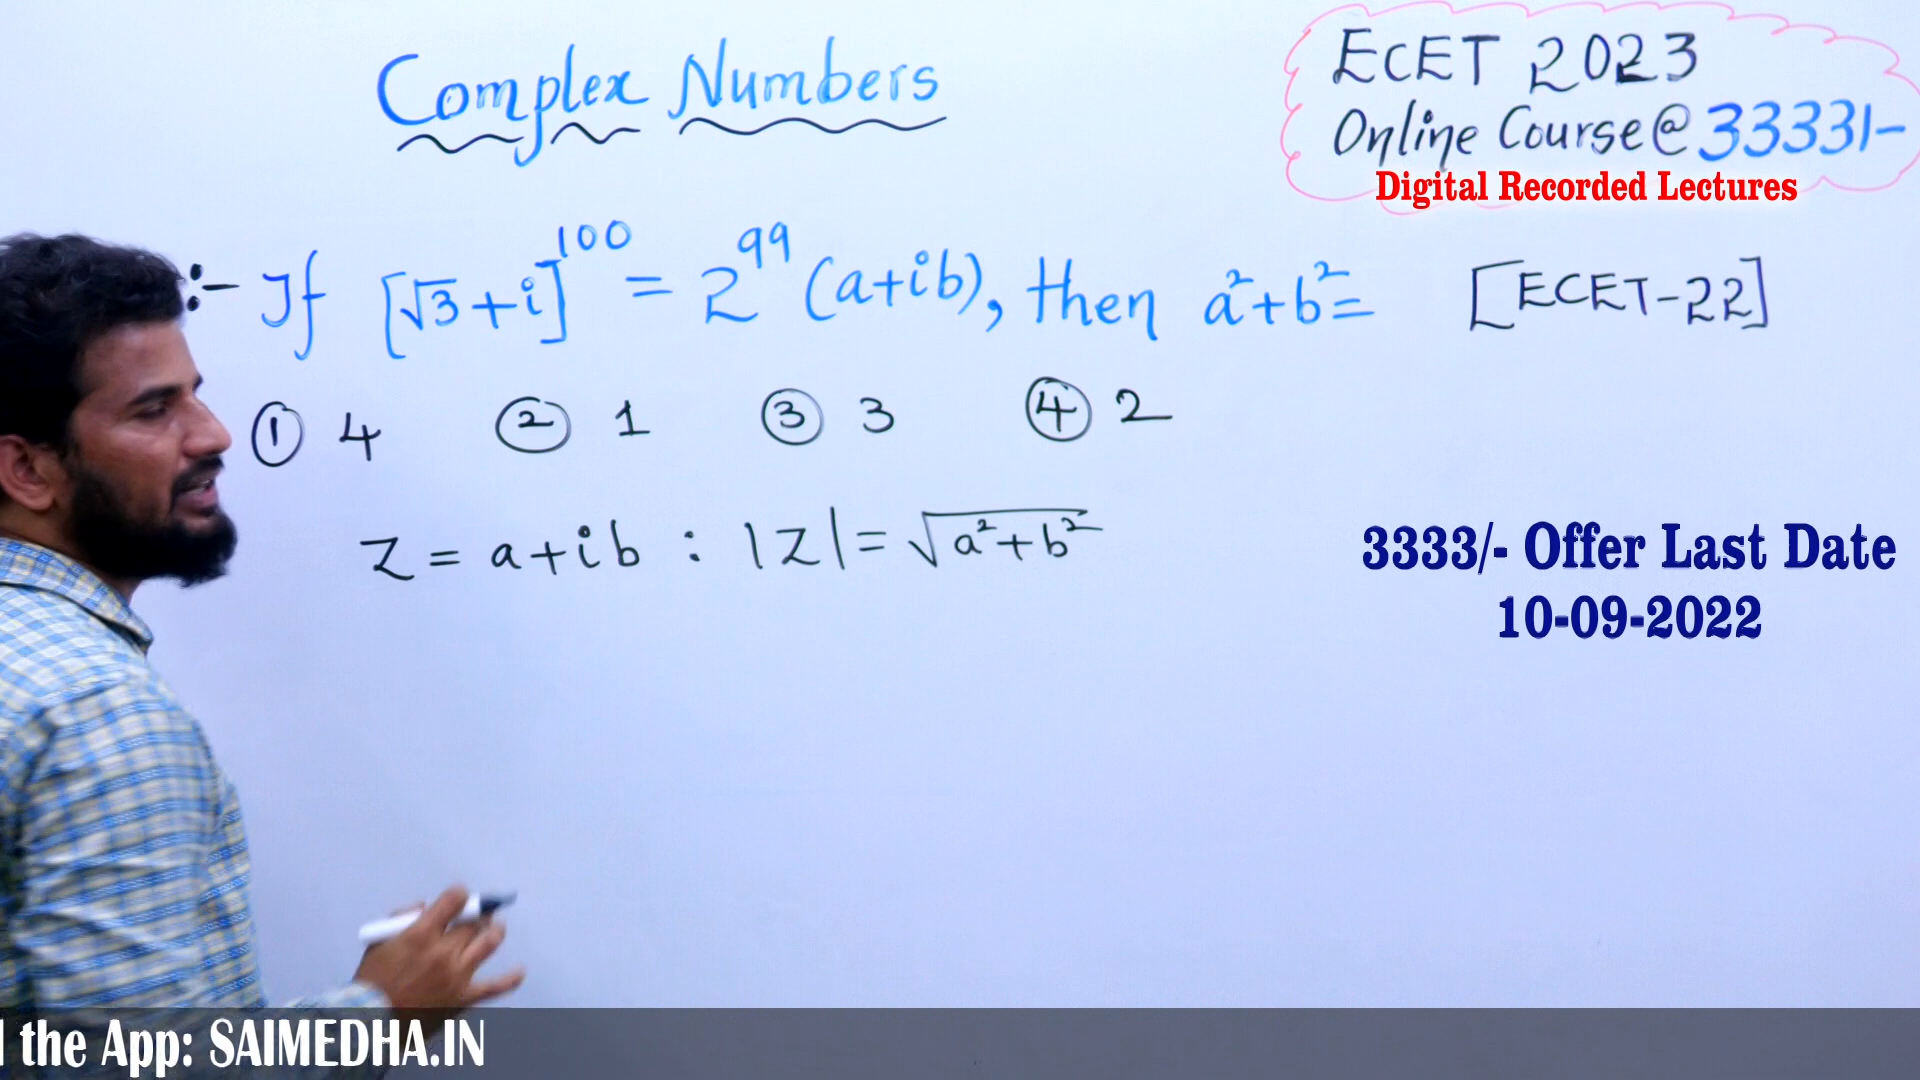 Complex Numbers
ECET 2023
Online Course @ 3333/-
Digital Recorded Lectures
:- If [√3+i]^100 = 2^99 (a+ib), then a²+b²= [ECET-22]
① 4 ② 1 ③ 3 ④ 2
z = a+ib : |z| = √a²+b²
3333/- Offer Last Date
10-09-2022
the App: SAIMEDHA.IN